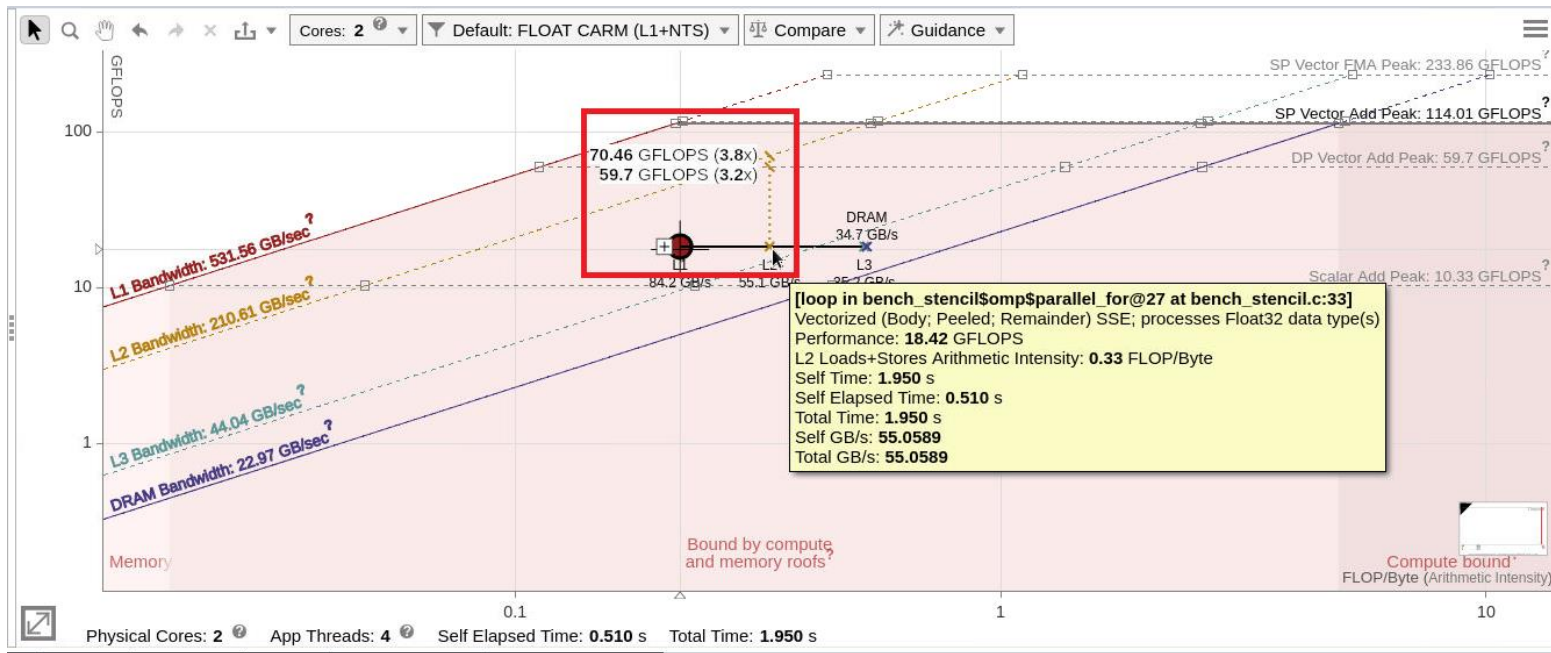 Cores: 2 ? Default: FLOAT CARM (L1+NTS) Compare Guidance
GFLOPS
100
10
1
SP Vector FMA Peak: 233.86 GFLOPS ?
SP Vector Add Peak: 114.01 GFLOPS ?
DP Vector Add Peak: 59.7 GFLOPS ?
Scalar Add Peak: 10.33 GFLOPS ?
70.46 GFLOPS (3.8x)
59.7 GFLOPS (3.2x)
L1 Bandwidth: 531.56 GB/sec ?
L2 Bandwidth: 210.61 GB/sec ?
L3 Bandwidth: 44.04 GB/sec ?
DRAM Bandwidth: 22.97 GB/sec ?
DRAM
34.7 GB/s
L1
84.2 GB/s
L2
55.1 GB/s
L3
[loop in bench_stencil$omp$parallel_for@27 at bench_stencil.c:33]
Vectorized (Body; Peeled; Remainder) SSE; processes Float32 data type(s)
Performance: 18.42 GFLOPS
L2 Loads+Stores Arithmetic Intensity: 0.33 FLOP/Byte
Self Time: 1.950 s
Self Elapsed Time: 0.510 s
Total Time: 1.950 s
Self GB/s: 55.0589
Total GB/s: 55.0589
Memory
Bound by compute
and memory roofs?
Compute bound
FLOP/Byte (Arithmetic Intensity)
0.1
1
10
Physical Cores: 2 ? App Threads: 4 ? Self Elapsed Time: 0.510 s Total Time: 1.950 s